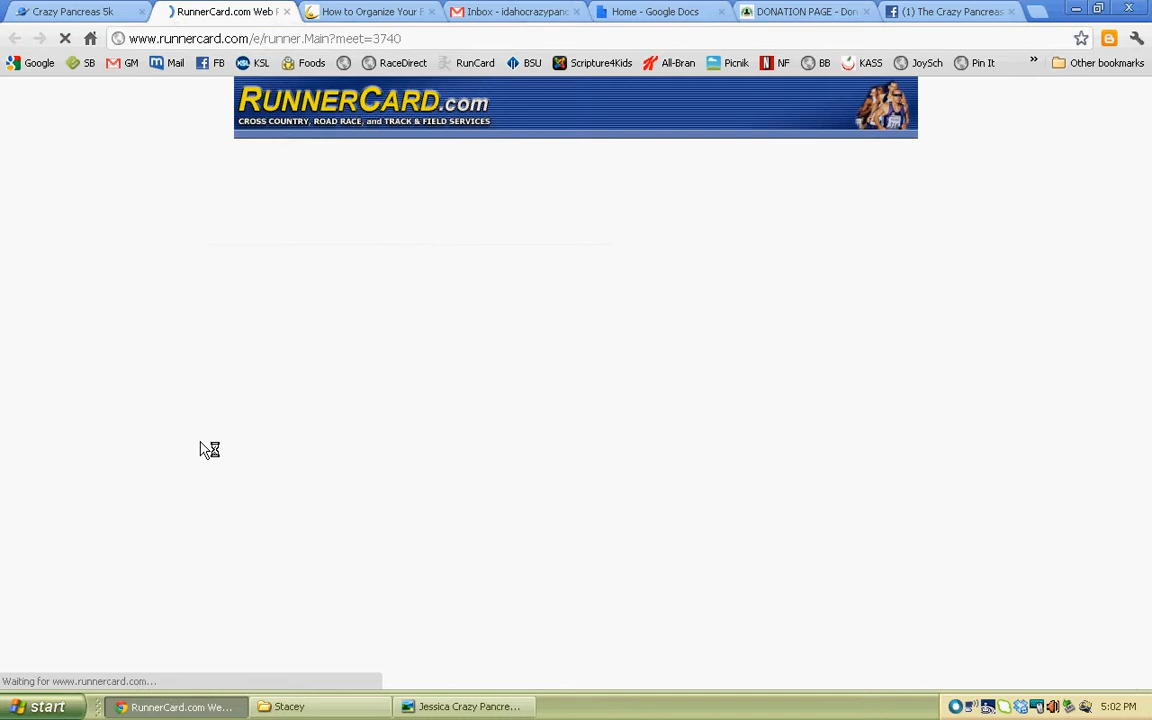 Crazy Pancreas 5k
RunnerCard.com Web F
How to Organize Your E
Inbox - idahocrazypanc
Home - Google Docs
DONATION PAGE - Don
(1) The Crazy Pancreas
www.runnercard.com/e/runner.Main?meet=3740
Google SB GM Mail FB KSL Foods RaceDirect RunCard BSU Scripture4Kids All-Bran Picnik NF BB KASS JoySch Pin It » Other bookmarks
RUNNERCARD.com
CROSS COUNTRY, ROAD RACE, and TRACK & FIELD SERVICES
Waiting for www.runnercard.com...
start RunnerCard.com We... Stacey Jessica Crazy Pancre... 5:02 PM